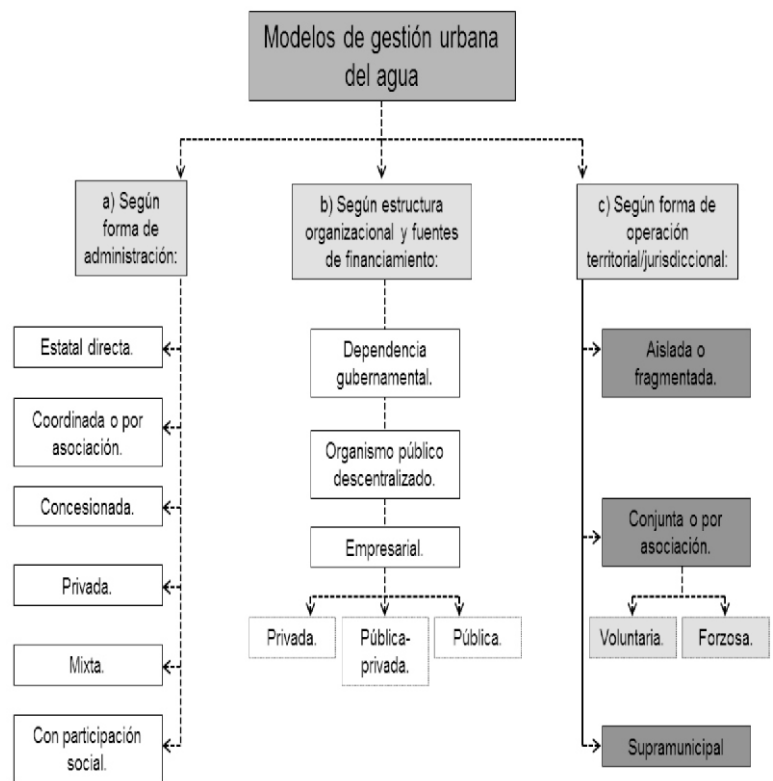 Modelos de gestión urbana
del agua
a) Según
forma de
administración:
Estatal directa.
Coordinada o por
asociación.
Concesionada.
Privada.
Mixta.
Con participación
social.
b) Según estructura
organizacional y fuentes
de financiamiento:
Dependencia
gubernamental.
Organismo público
descentralizado.
Empresarial.
Privada.
Pública-
privada.
Pública.
c) Según forma de
operación
territorial/jurisdiccional:
Aislada o
fragmentada.
Conjunta o por
asociación.
Voluntaria.
Forzosa.
Supramunicipal